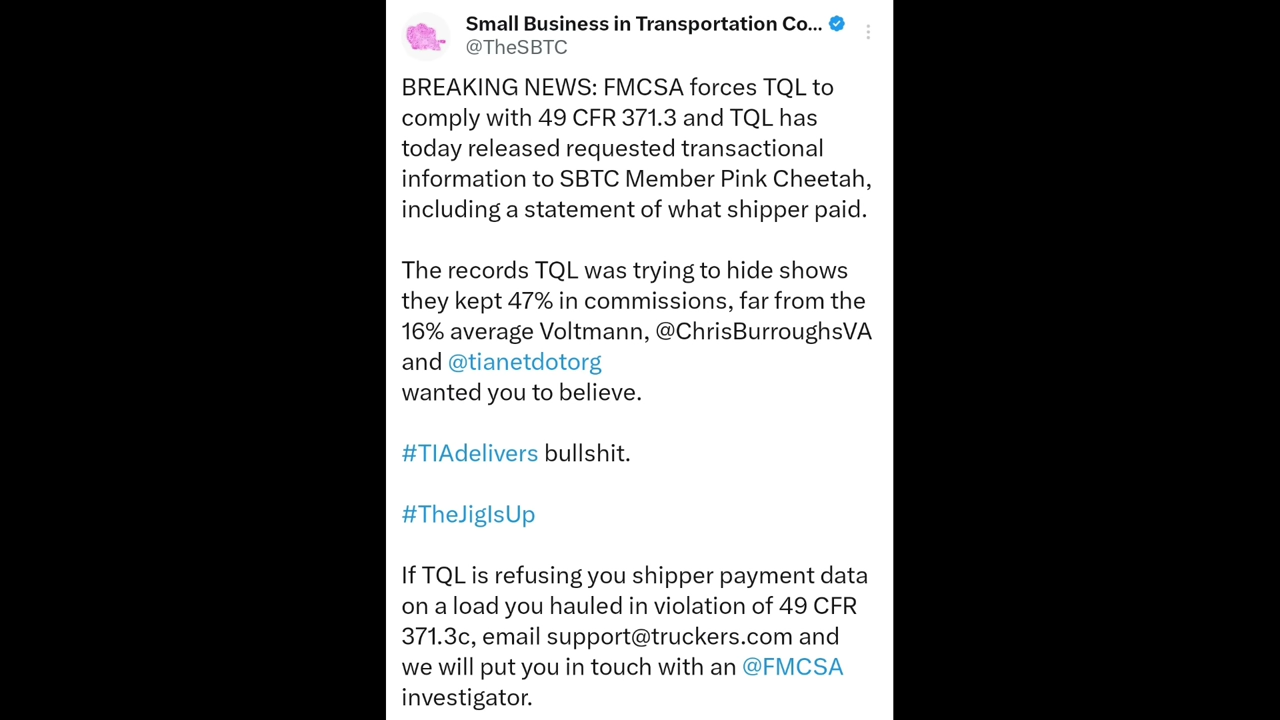 Small Business in Transportation Co...
@TheSBTC
BREAKING NEWS: FMCSA forces TQL to
comply with 49 CFR 371.3 and TQL has
today released requested transactional
information to SBTC Member Pink Cheetah,
including a statement of what shipper paid.
The records TQL was trying to hide shows
they kept 47% in commissions, far from the
16% average Voltmann, @ChrisBurroughsVA
and @tianetdotorg
wanted you to believe.
#TIAdelivers bullshit.
#TheJigIsUp
If TQL is refusing you shipper payment data
on a load you hauled in violation of 49 CFR
371.3c, email support@truckers.com and
we will put you in touch with an @FMCSA
investigator.